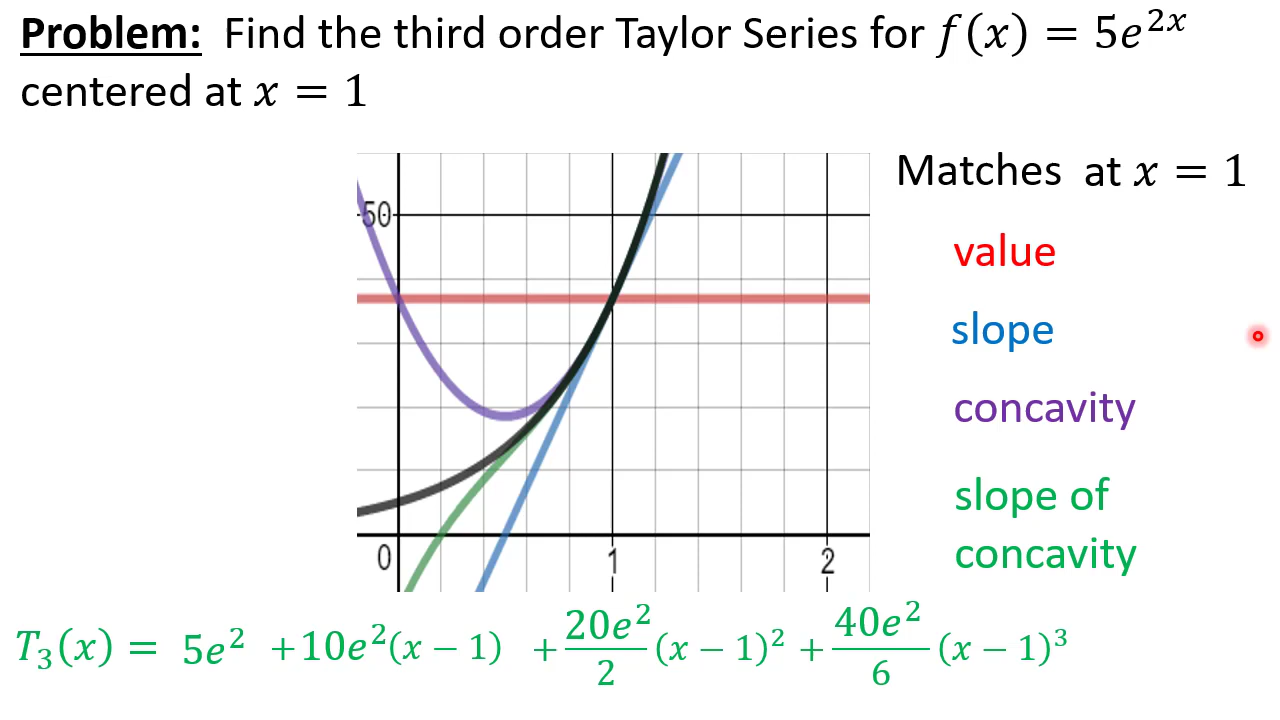 Problem: Find the third order Taylor Series for f(x) = 5e^{2x}
centered at x = 1
Matches at x = 1
50
value
slope
concavity
slope of
concavity
0 1 2
T_3(x) = 5e^2 +10e^2(x − 1) +\frac{20e^2}{2}(x − 1)^2 +\frac{40e^2}{6}(x − 1)^3